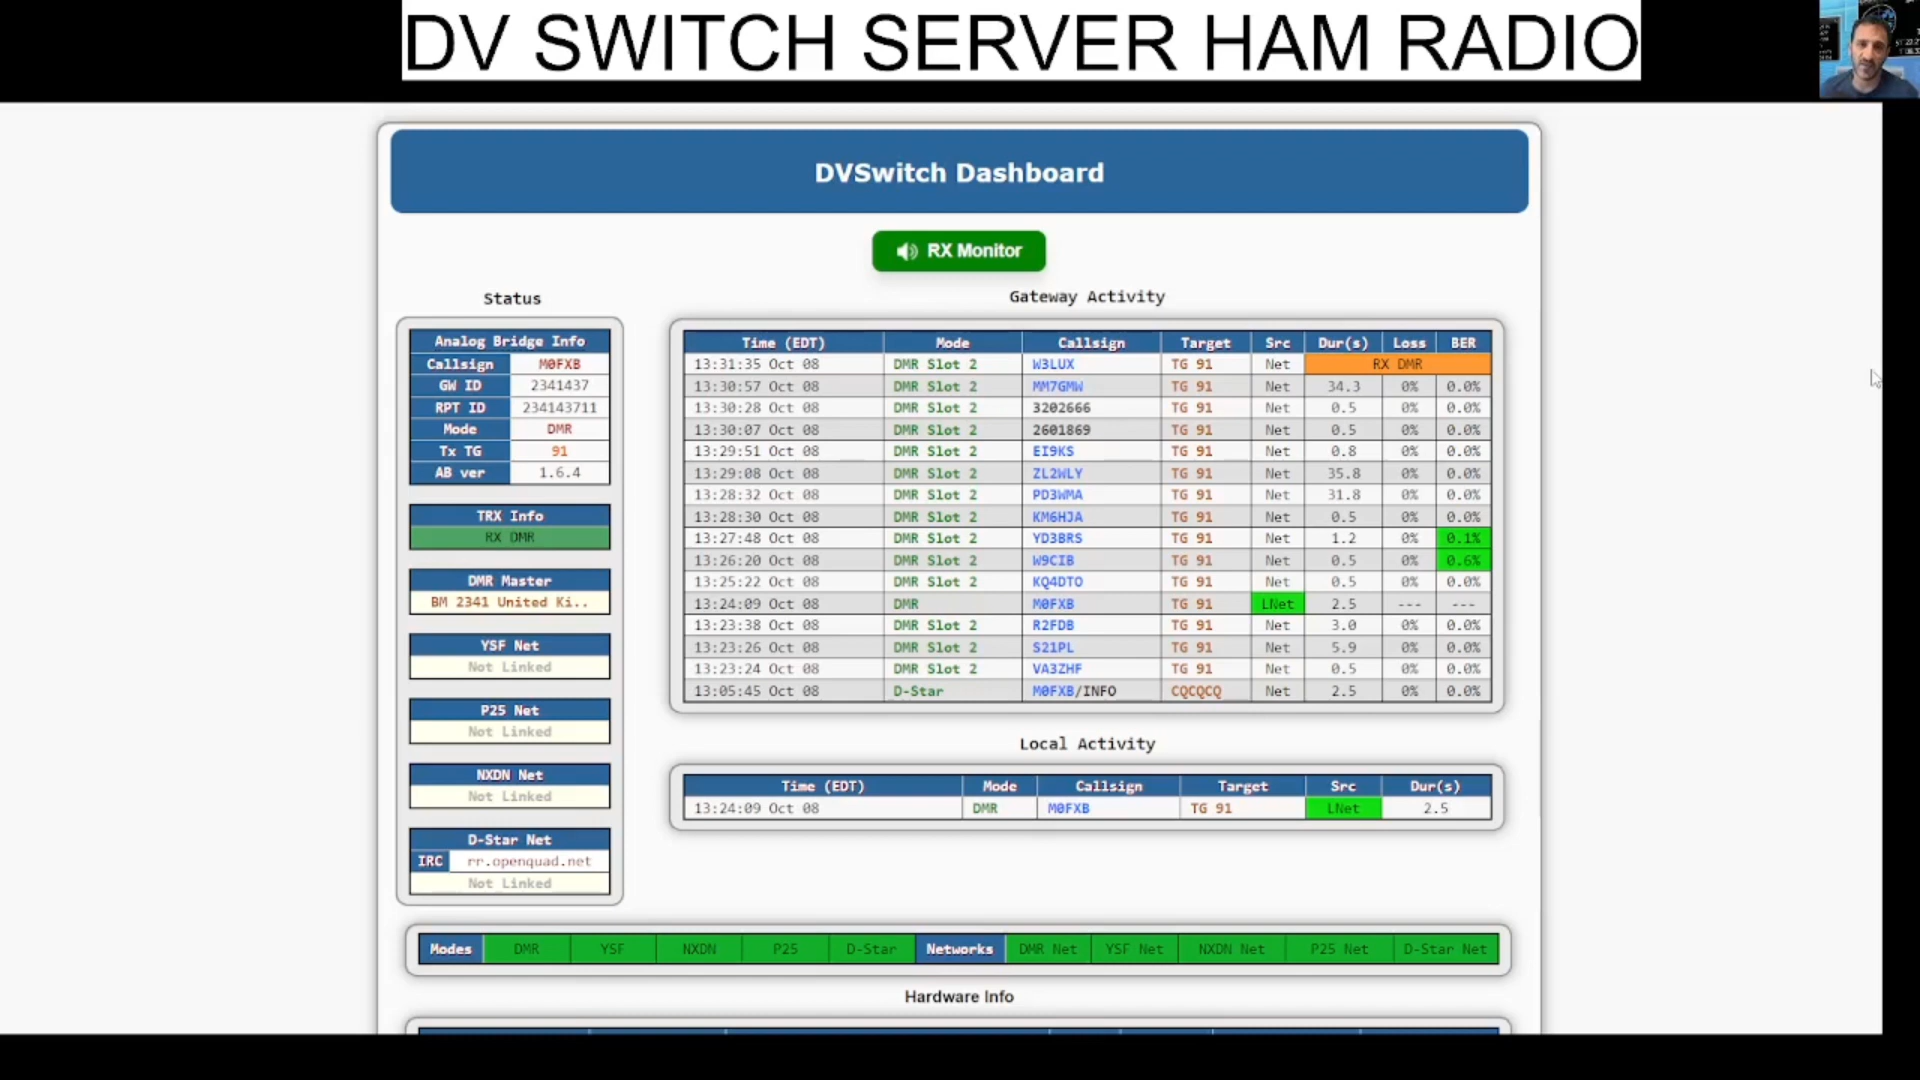 DV SWITCH SERVER HAM RADIO
DVSwitch Dashboard
RX Monitor
Status
Analog Bridge Info
Callsign M0FXB
GW ID 2341437
RPT ID 234143711
Mode DMR
Tx TG 91
AB ver 1.6.4
TRX Info
RX DMR
DMR Master
BM 2341 United Ki..
YSF Net
Not Linked
P25 Net
Not Linked
NXDN Net
Not Linked
D-Star Net
IRC rr.openquad.net
Not Linked
Gateway Activity
Time (EDT) Mode Callsign Target Src Dur(s) Loss BER
13:31:35 Oct 08 DMR Slot 2 W3LUX TG 91 Net RX DMR
13:30:57 Oct 08 DMR Slot 2 MM7GMW TG 91 Net 34.3 0% 0.0%
13:30:28 Oct 08 DMR Slot 2 3202666 TG 91 Net 0.5 0% 0.0%
13:30:07 Oct 08 DMR Slot 2 2601869 TG 91 Net 0.5 0% 0.0%
13:29:51 Oct 08 DMR Slot 2 EI9KS TG 91 Net 0.8 0% 0.0%
13:29:08 Oct 08 DMR Slot 2 ZL2WLY TG 91 Net 35.8 0% 0.0%
13:28:32 Oct 08 DMR Slot 2 PD3WMA TG 91 Net 31.8 0% 0.0%
13:28:30 Oct 08 DMR Slot 2 KM6HJA TG 91 Net 0.5 0% 0.0%
13:27:48 Oct 08 DMR Slot 2 YD3BRS TG 91 Net 1.2 0% 0.1%
13:26:20 Oct 08 DMR Slot 2 W9CIB TG 91 Net 0.5 0% 0.6%
13:25:22 Oct 08 DMR Slot 2 KQ4DTO TG 91 Net 0.5 0% 0.0%
13:24:09 Oct 08 DMR M0FXB TG 91 LNet 2.5 --- ---
13:23:38 Oct 08 DMR Slot 2 R2FDB TG 91 Net 3.0 0% 0.0%
13:23:26 Oct 08 DMR Slot 2 S21PL TG 91 Net 5.9 0% 0.0%
13:23:24 Oct 08 DMR Slot 2 VA3ZHF TG 91 Net 0.5 0% 0.0%
13:05:45 Oct 08 D-Star M0FXB/INFO CQCQCQ Net 2.5 0% 0.0%
Local Activity
Time (EDT) Mode Callsign Target Src Dur(s)
13:24:09 Oct 08 DMR M0FXB TG 91 LNet 2.5
Modes DMR YSF NXDN P25 D-Star Networks DMR Net YSF Net NXDN Net P25 Net D-Star Net
Hardware Info